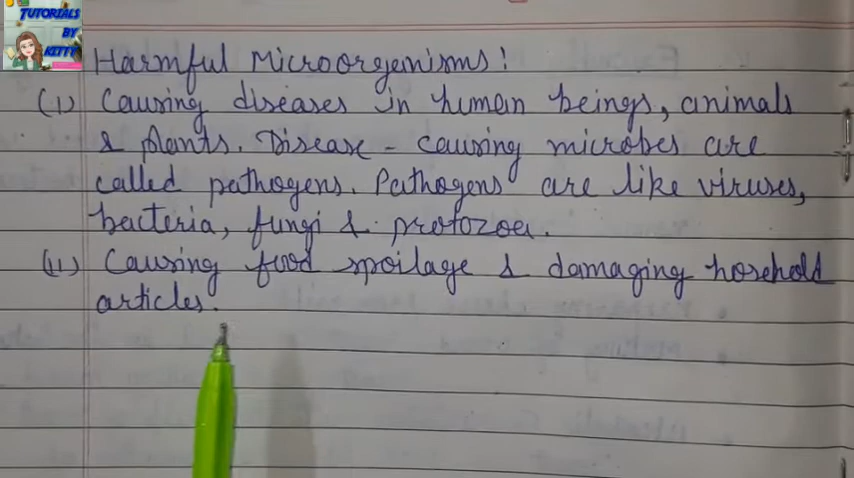 TUTORIALS
BY
KITTY
Harmful Microorganisms!
(I) Causing diseases in human beings, animals
& plants. Disease - causing microbes are
called pathogens. Pathogens are like viruses,
bacteria, fungi & protozoa.
(II) Causing food spoilage & damaging hosehold
articles.